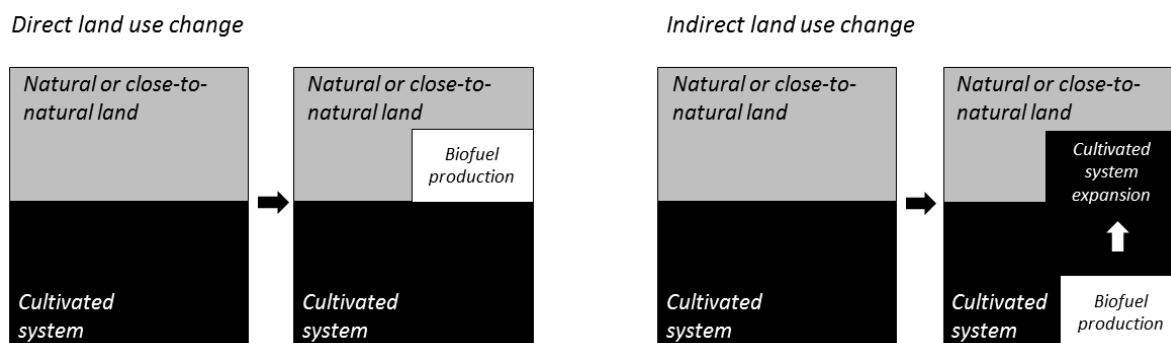 Direct land use change
Natural or close-to-
natural land
Cultivated
system
Natural or close-to-
natural land
Biofuel
production
Cultivated
system
Indirect land use change
Natural or close-to-
natural land
Cultivated
system
Natural or close-to-
natural land
Cultivated
system
expansion
Cultivated
system
Biofuel
production